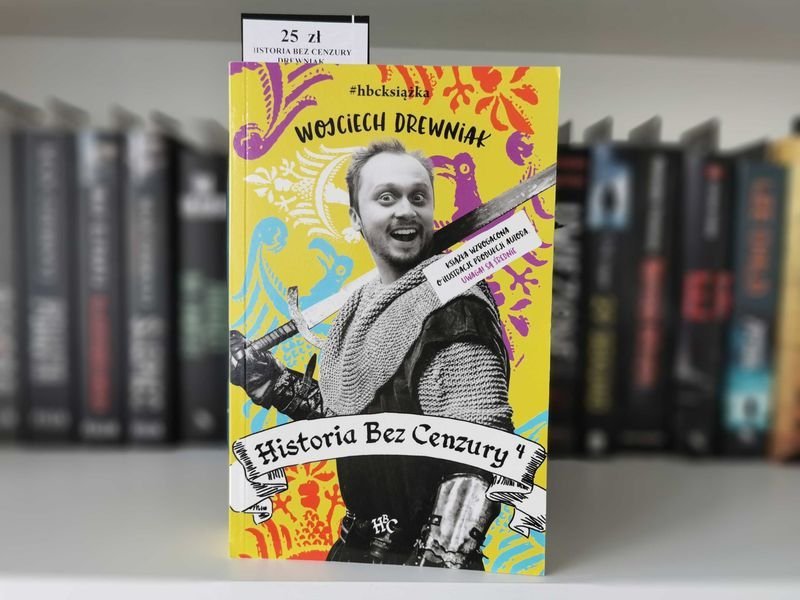 25 zł
HISTORIA BEZ CENZURY
DREWNIAK
#hbcksiążka
WOJCIECH DREWNIAK
KSIĄŻKA WZBOGACONA
O ILUSTRACJE PRODUKCJI AUTORA.
UWAGA! SĄ ŚREDNIE
Historia Bez Cenzury 4
HBC